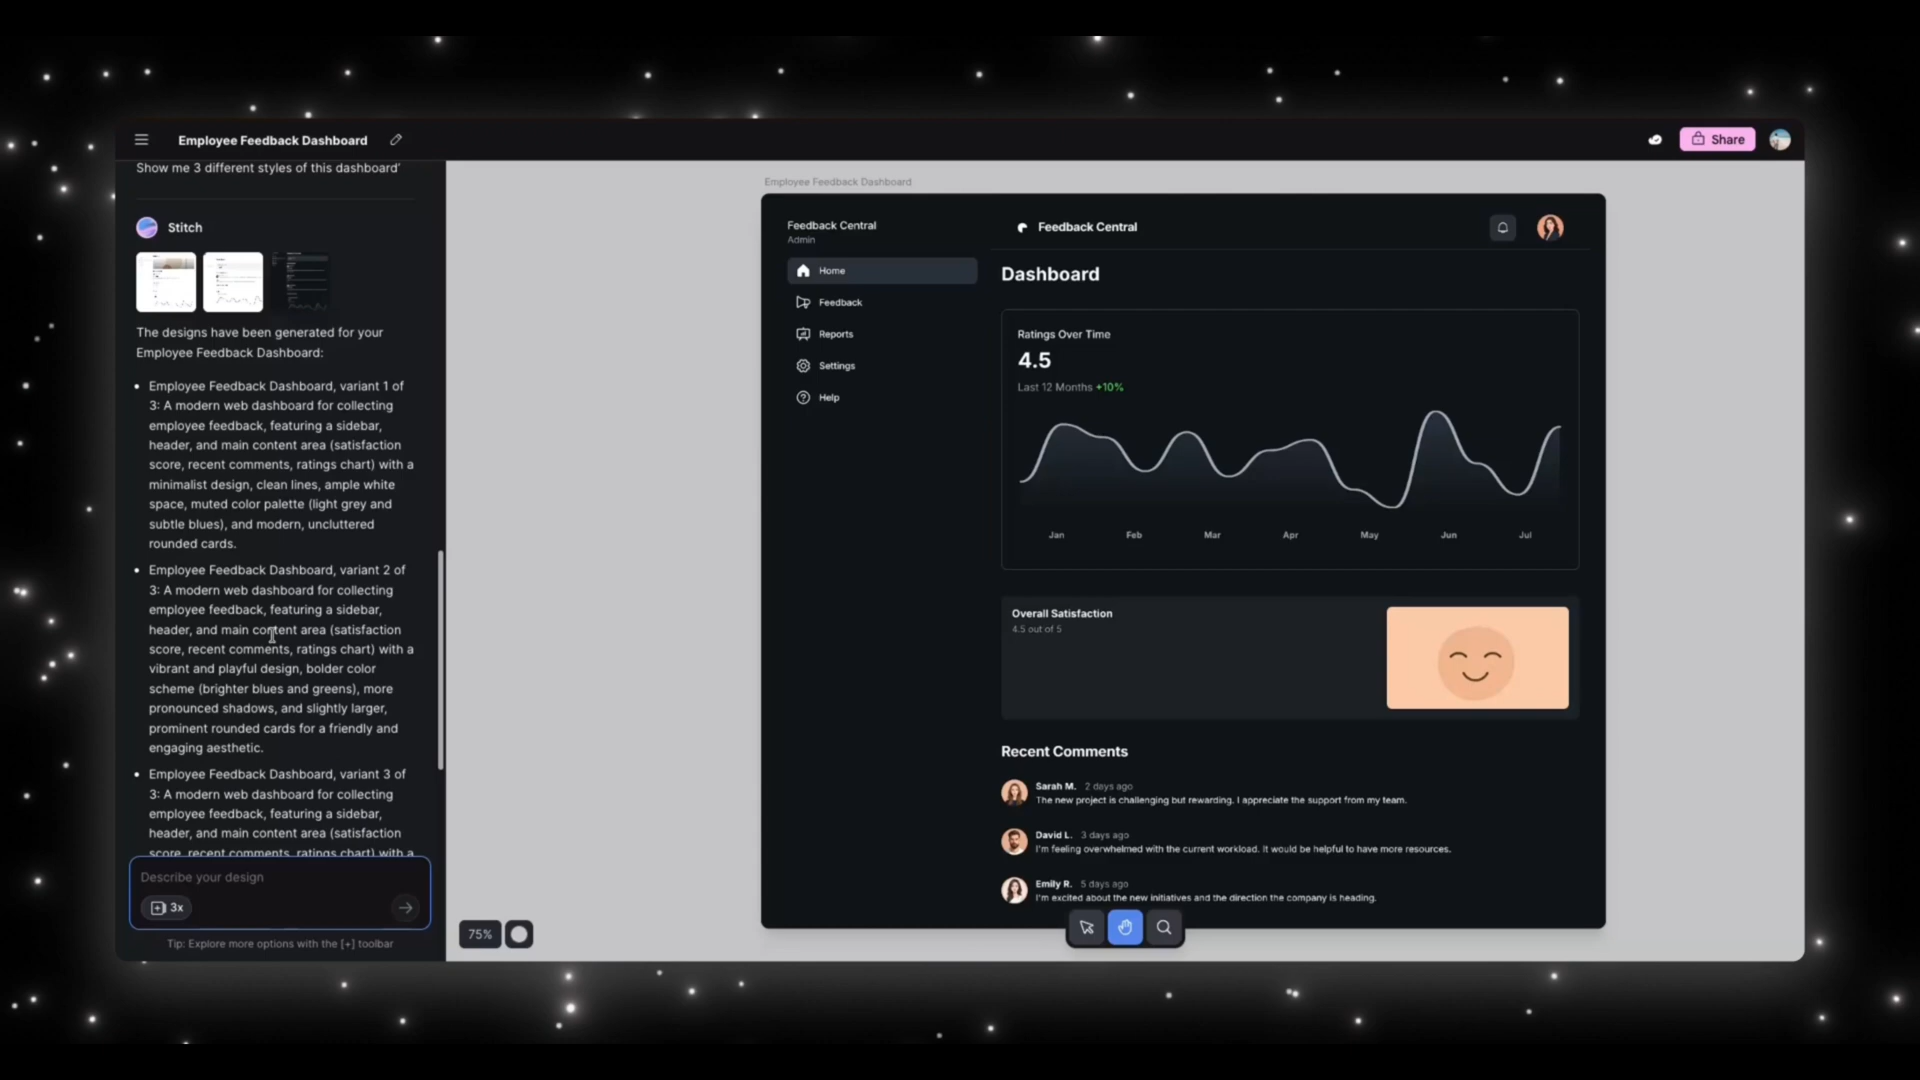 Employee Feedback Dashboard
Share
Show me 3 different styles of this dashboard'
Stitch
The designs have been generated for your
Employee Feedback Dashboard:
• Employee Feedback Dashboard, variant 1 of
3: A modern web dashboard for collecting
employee feedback, featuring a sidebar,
header, and main content area (satisfaction
score, recent comments, ratings chart) with a
minimalist design, clean lines, ample white
space, muted color palette (light grey and
subtle blues), and modern, uncluttered
rounded cards.
• Employee Feedback Dashboard, variant 2 of
3: A modern web dashboard for collecting
employee feedback, featuring a sidebar,
header, and main content area (satisfaction
score, recent comments, ratings chart) with a
vibrant and playful design, bolder color
scheme (brighter blues and greens), more
pronounced shadows, and slightly larger,
prominent rounded cards for a friendly and
engaging aesthetic.
• Employee Feedback Dashboard, variant 3 of
3: A modern web dashboard for collecting
employee feedback, featuring a sidebar,
header, and main content area (satisfaction
score, recent comments, ratings chart) with a
Describe your design
3x
Tip: Explore more options with the [+] toolbar
75%
Employee Feedback Dashboard
Feedback Central
Admin
Home
Feedback
Reports
Settings
Help
Feedback Central
Dashboard
Ratings Over Time
4.5
Last 12 Months +10%
Jan Feb Mar Apr May Jun Jul
Overall Satisfaction
4.5 out of 5
Recent Comments
Sarah M. 2 days ago
The new project is challenging but rewarding. I appreciate the support from my team.
David L. 3 days ago
I'm feeling overwhelmed with the current workload. It would be helpful to have more resources.
Emily R. 5 days ago
I'm excited about the new initiatives and the direction the company is heading.